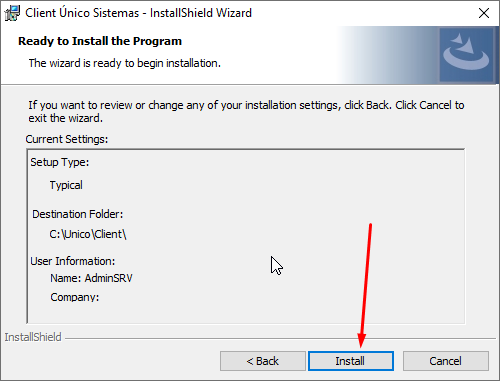 Client Único Sistemas - InstallShield Wizard
Ready to Install the Program
The wizard is ready to begin installation.
If you want to review or change any of your installation settings, click Back. Click Cancel to
exit the wizard.
Current Settings:
Setup Type:
Typical
Destination Folder:
C:\Unico\Client\
User Information:
Name: AdminSRV
Company:
InstallShield
< Back
Install
Cancel